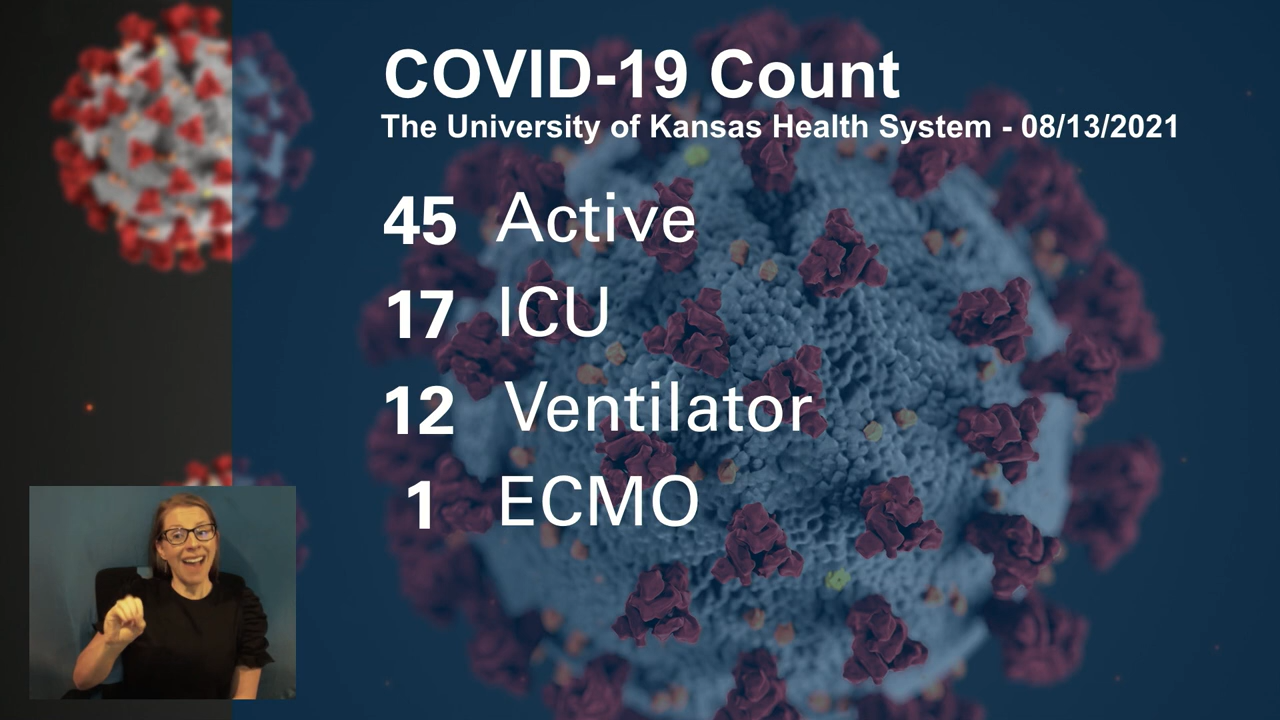 COVID-19 Count
The University of Kansas Health System - 08/13/2021
45 Active
17 ICU
12 Ventilator
1 ECMO